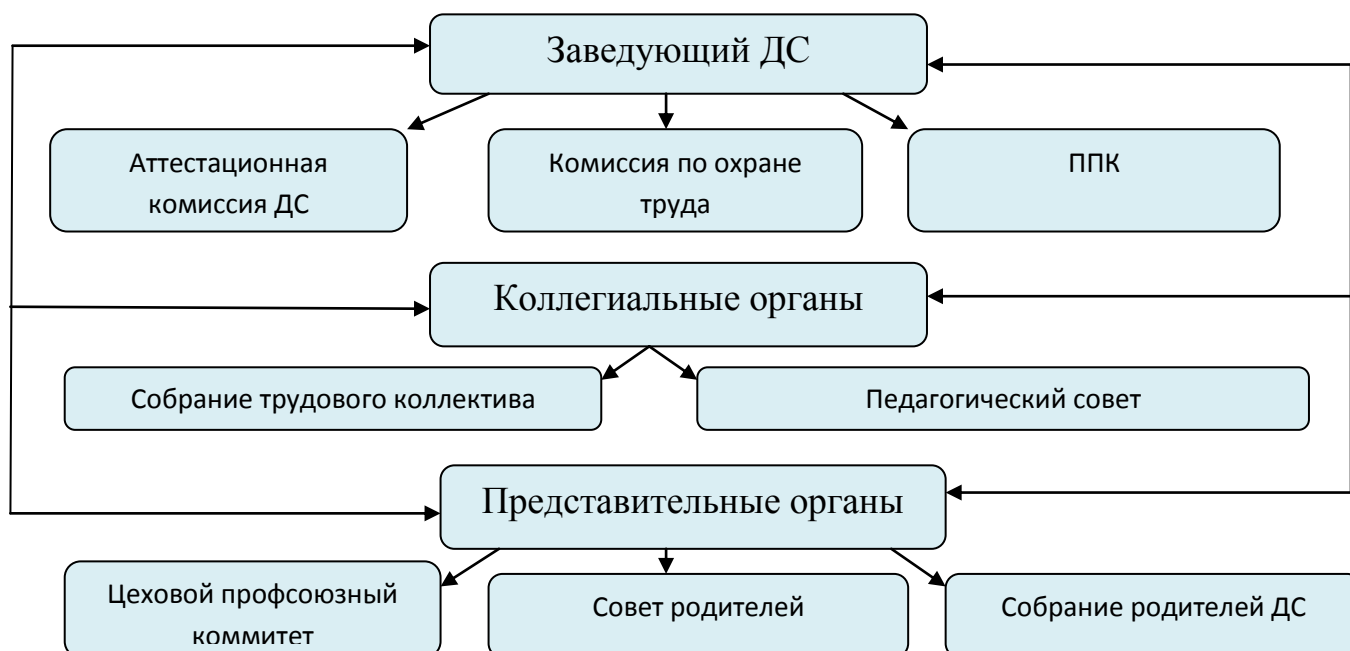 Заведующий ДС
Аттестационная
комиссия ДС
Комиссия по охране
труда
ППК
Коллегиальные органы
Собрание трудового коллектива
Педагогический совет
Представительные органы
Цеховой профсоюзный
коммитет
Совет родителей
Собрание родителей ДС